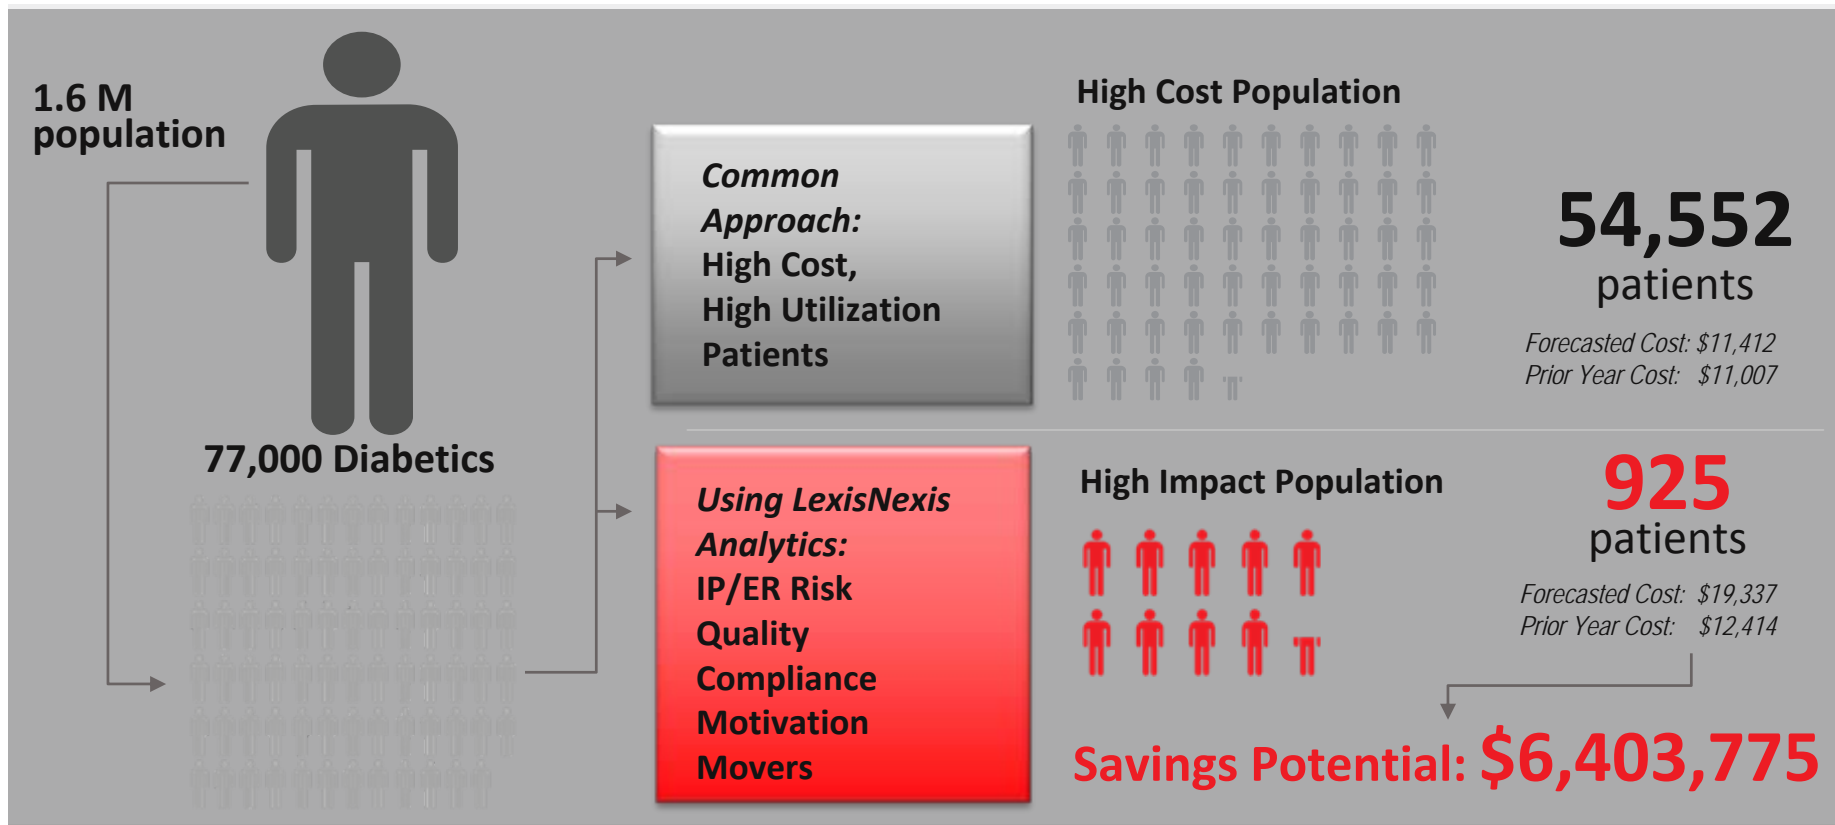 1.6 M
population
77,000 Diabetics
Common
Approach:
High Cost,
High Utilization
Patients
High Cost Population
54,552
patients
Forecasted Cost: $11,412
Prior Year Cost: $11,007
Using LexisNexis
Analytics:
IP/ER Risk
Quality
Compliance
Motivation
Movers
High Impact Population
925
patients
Forecasted Cost: $19,337
Prior Year Cost: $12,414
Savings Potential: $6,403,775